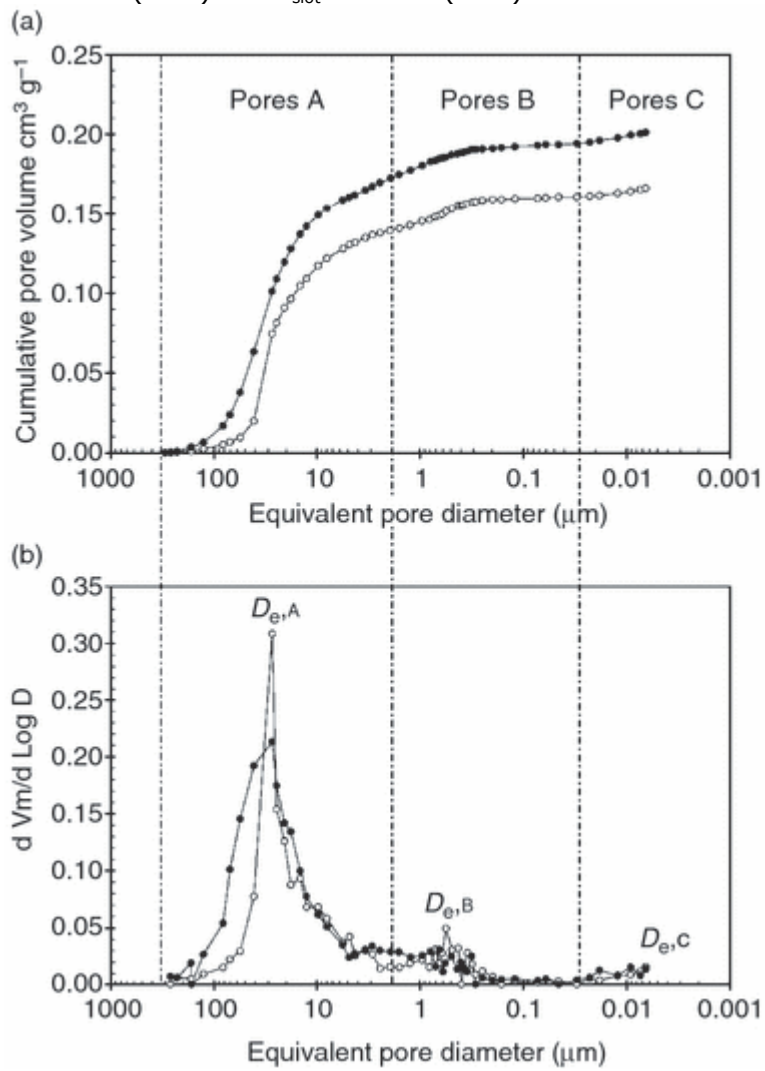 (a)
0.25
Pores A Pores B Pores C
0.20
0.15
0.10
0.05
0.00
Cumulative pore volume cm³ g⁻¹
1000 100 10 1 0.1 0.01 0.001
Equivalent pore diameter (μm)
(b)
0.35
Dₑ,A
0.30
0.25
0.20
0.15
0.10
Dₑ,B
0.05
Dₑ,C
0.00
d Vm/d Log D
1000 100 10 1 0.1 0.01 0.001
Equivalent pore diameter (μm)